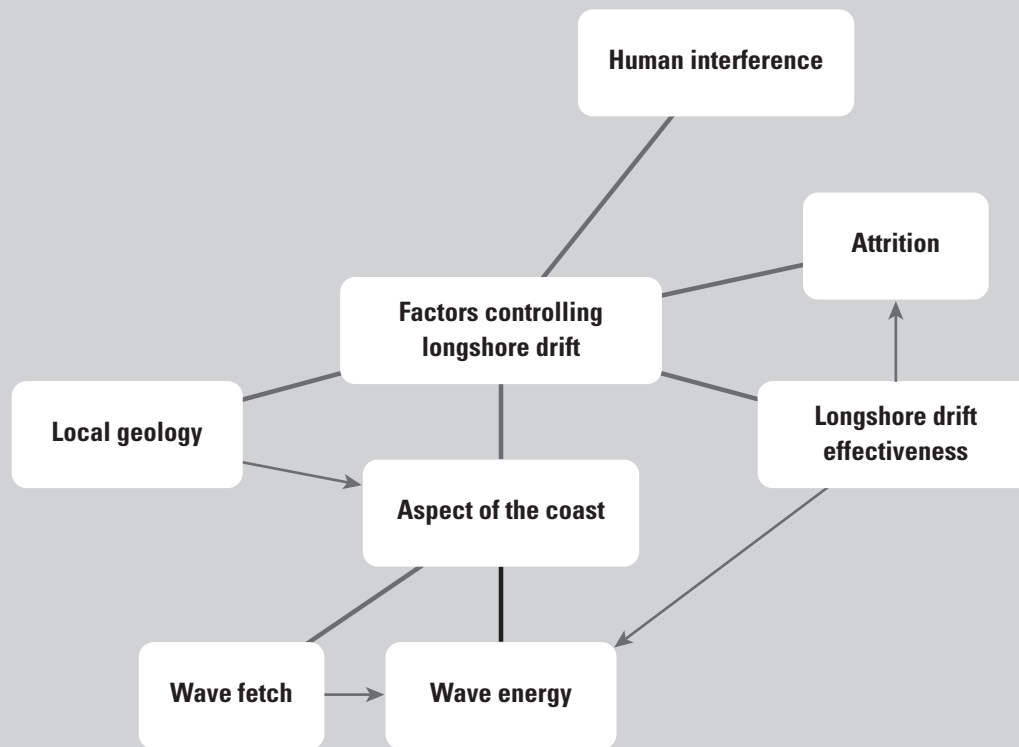 Human interference
Attrition
Factors controlling
longshore drift
Local geology
Longshore drift
effectiveness
Aspect of the coast
Wave fetch
Wave energy